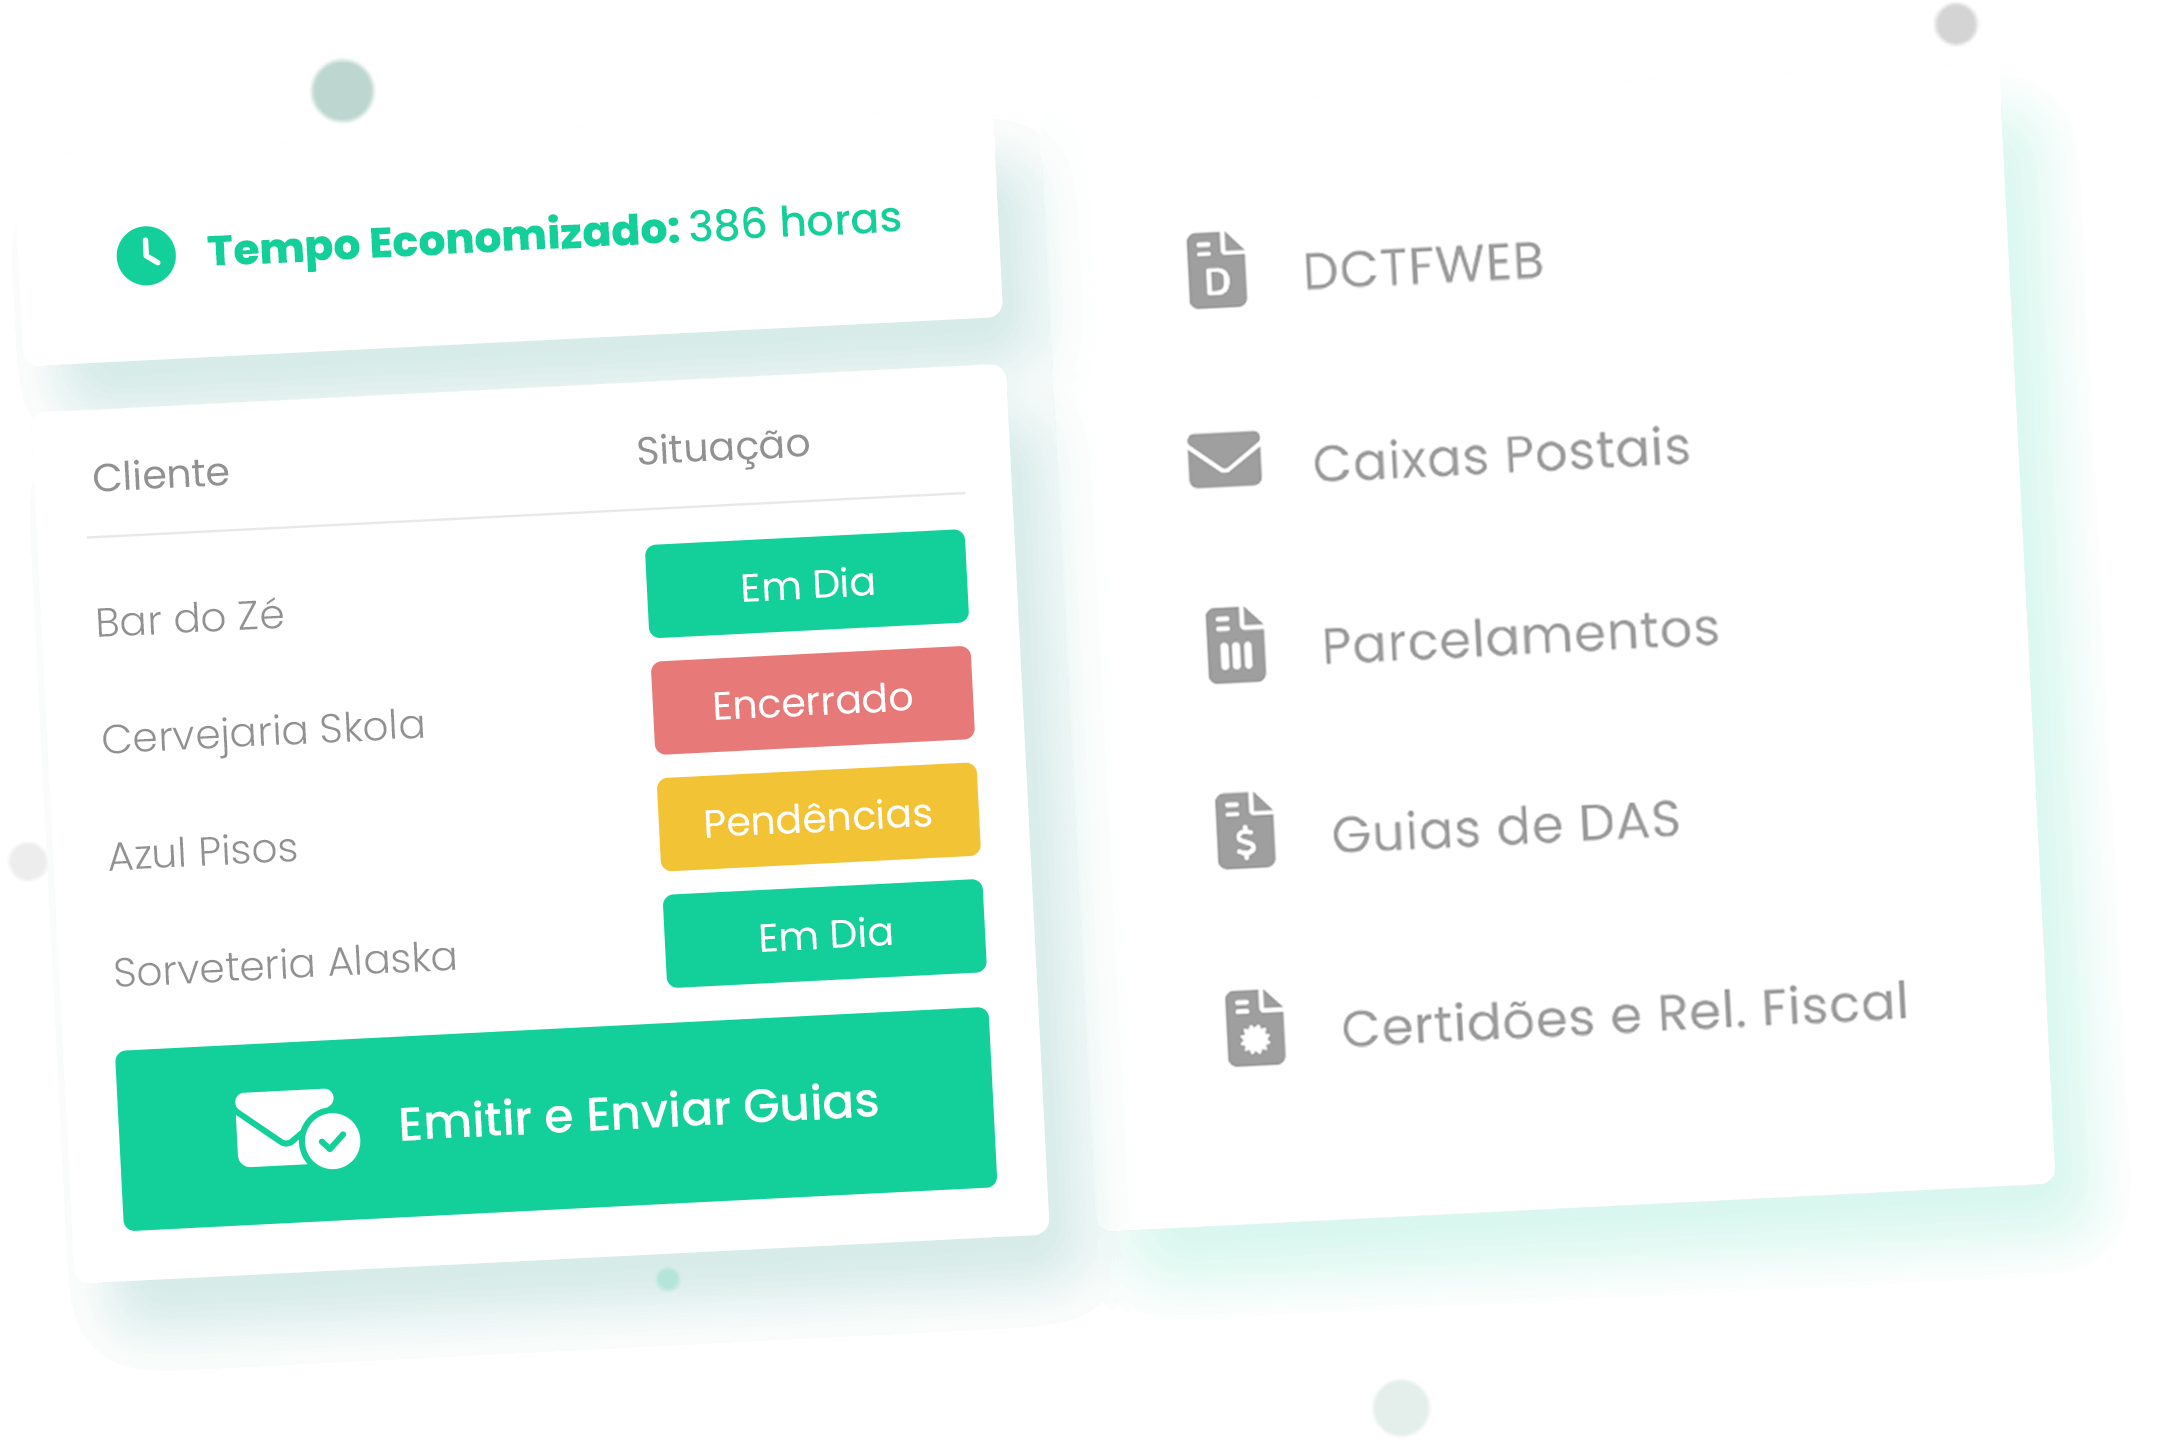 Tempo Economizado: 386 horas
Cliente Situação
Bar do Zé Em Dia
Cervejaria Skola Encerrado
Azul Pisos Pendências
Sorveteria Alaska Em Dia
Emitir e Enviar Guias
D DCTFWEB
Caixas Postais
Parcelamentos
$ Guias de DAS
Certidões e Rel. Fiscal